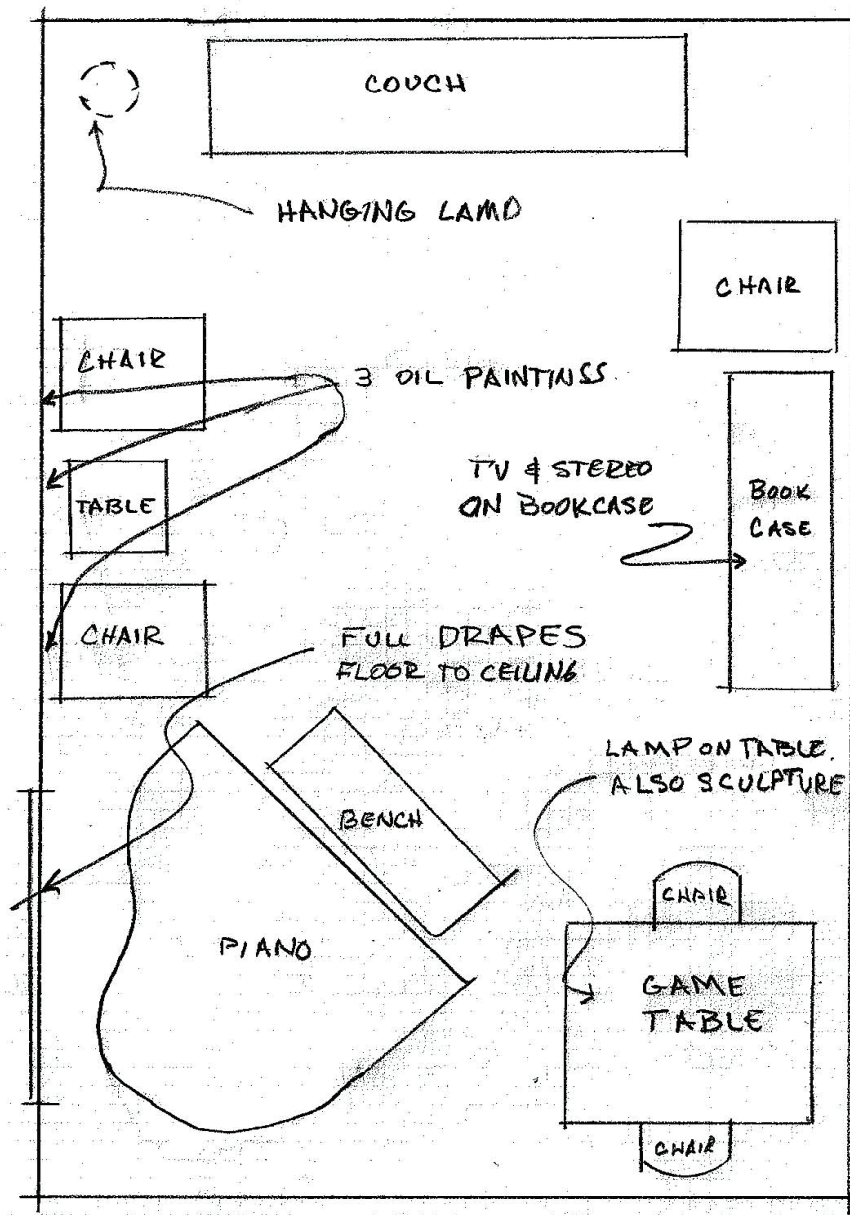 COUCH
HANGING LAMP
CHAIR
CHAIR
3 OIL PAINTINSS
TV & STEREO
ON BOOKCASE
BOOK
CASE
TABLE
CHAIR
FULL DRAPES
FLOOR TO CEILING
LAMP ON TABLE.
ALSO SCULPTURE
BENCH
CHAIR
PIANO
GAME
TABLE
CHAIR